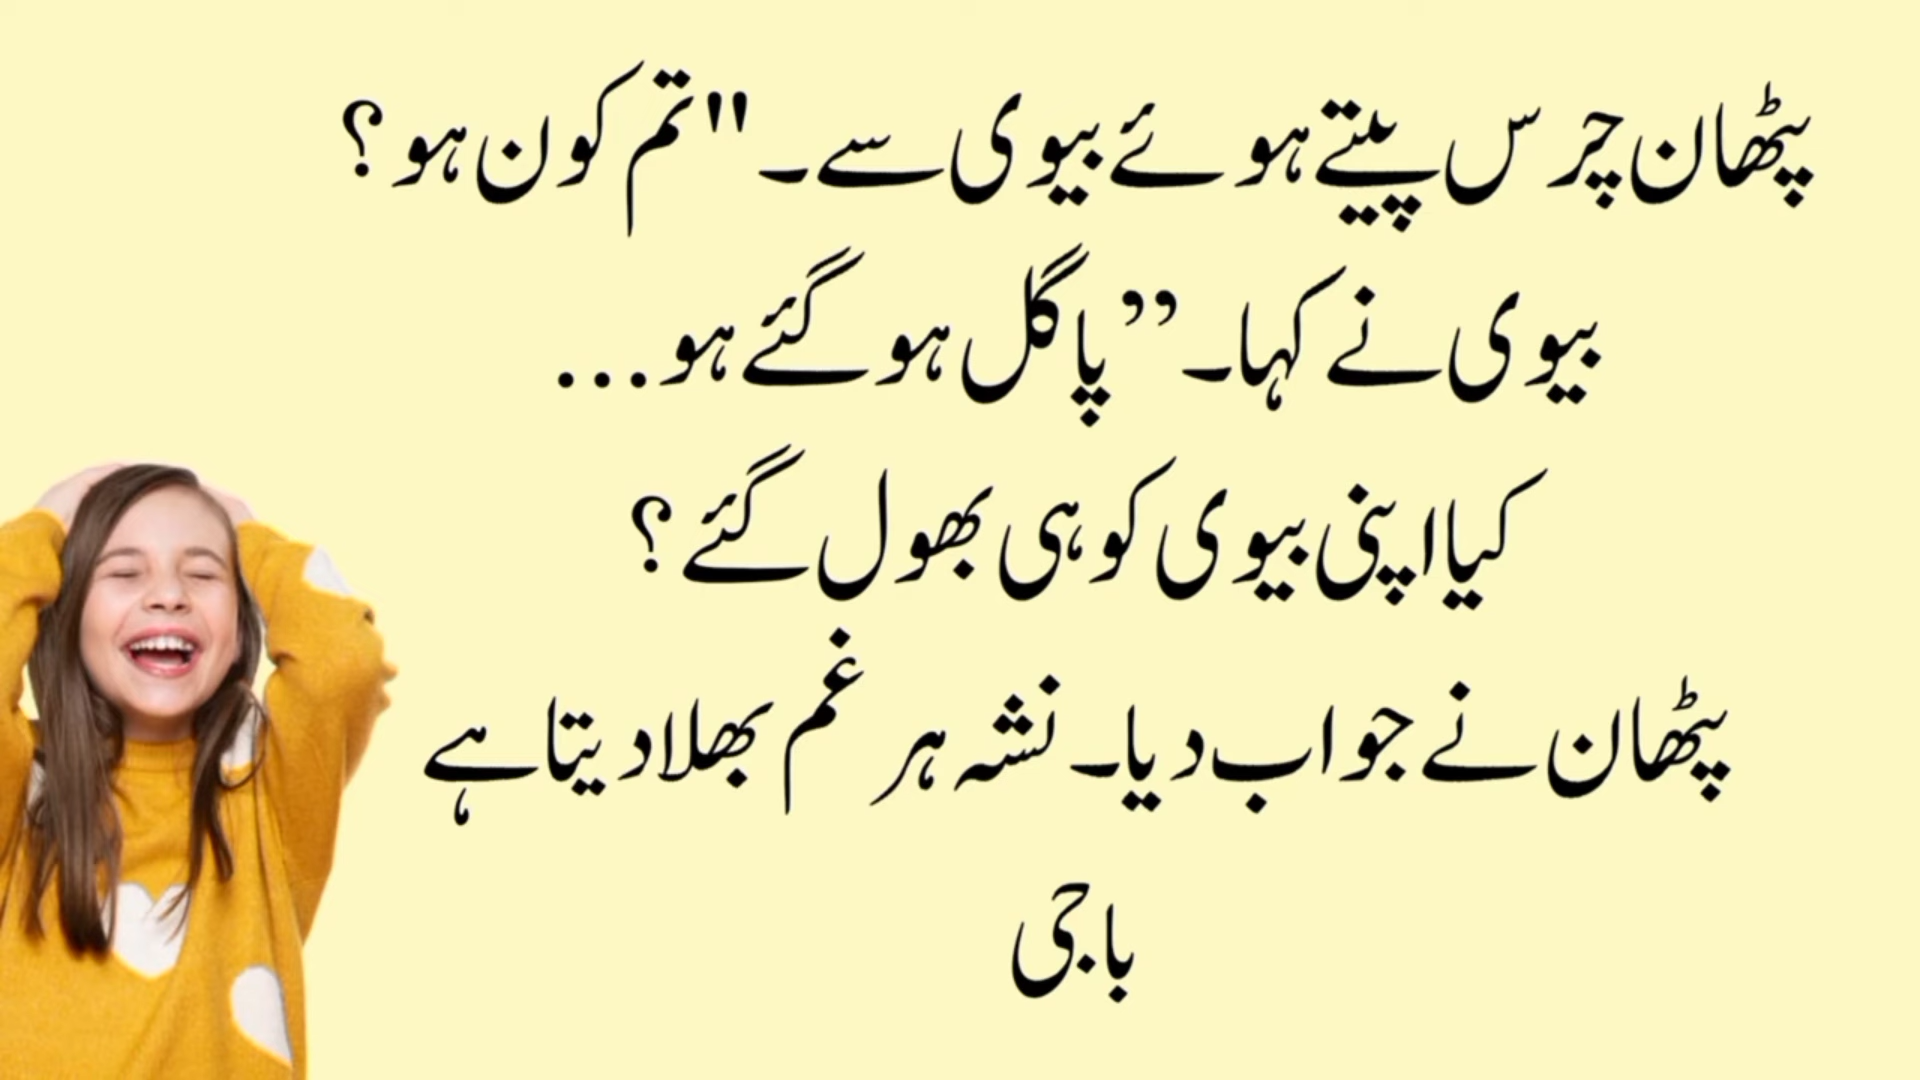 پٹھان چرس پیتے ہوئے بیوی سے۔"تم کون ہو؟
بیوی نے کہا۔”پاگل ہو گئے ہو...
کیا اپنی بیوی کو ہی بھول گئے؟
پٹھان نے جواب دیا۔ نشہ ہر غم بھلا دیتا ہے
باجی